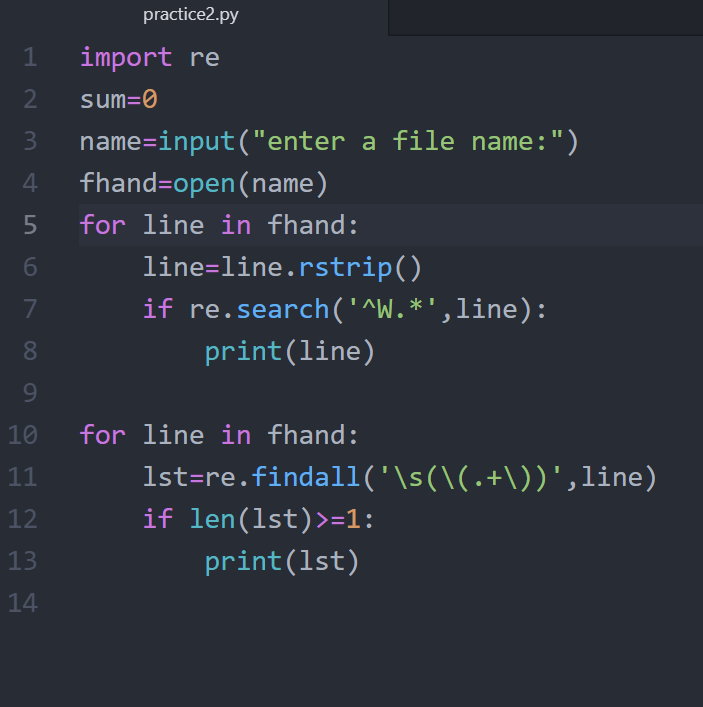 practice2.py
1 import re
2 sum=0
3 name=input("enter a file name:")
4 fhand=open(name)
5 for line in fhand:
6     line=line.rstrip()
7     if re.search('^W.*',line):
8         print(line)
9
10 for line in fhand:
11     lst=re.findall('\s(\(.+\))',line)
12     if len(lst)>=1:
13         print(lst)
14